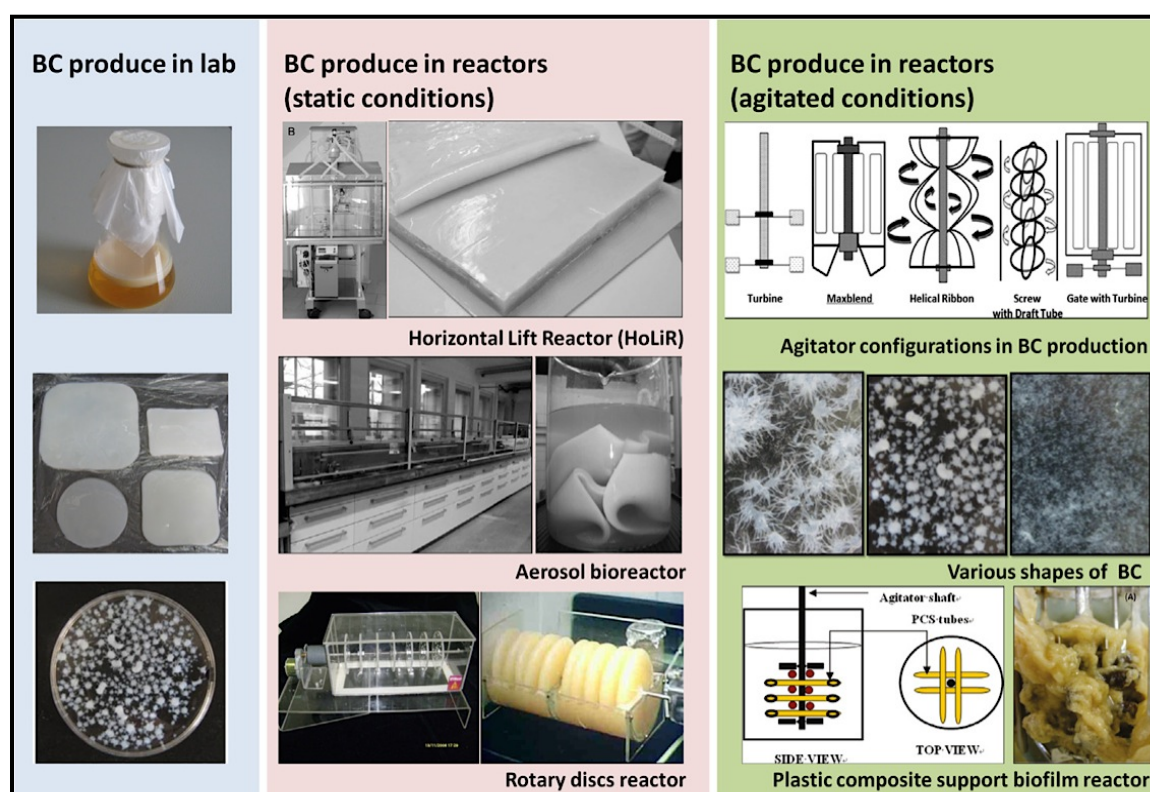 BC produce in lab
BC produce in reactors
(static conditions)
B
Horizontal Lift Reactor (HoLiR)
Aerosol bioreactor
Rotary discs reactor
BC produce in reactors
(agitated conditions)
Turbine
Maxblend
Helical Ribbon
Screw
with Draft Tube
Gate with Turbine
Agitator configurations in BC production
Various shapes of BC
Agitator shaft
PCS tubes
SIDE VIEW
TOP VIEW
(A)
Plastic composite support biofilm reactor